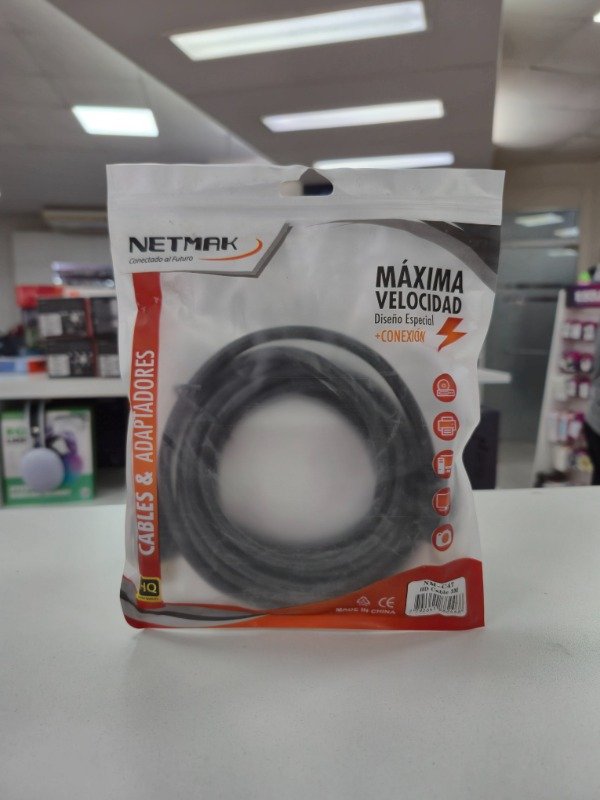 NETMAK
Conectado al Futuro
MÁXIMA
VELOCIDAD
Diseño Especial
+CONEXION
CABLES & ADAPTADORES
HQ
NM-C47
HD Cable 3M
MADE IN CHINA
CE